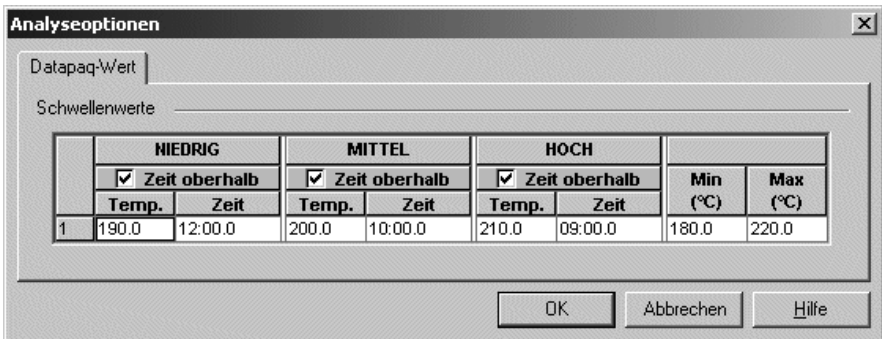 Analyseoptionen
Datapaq-Wert
Schwellenwerte
NIEDRIG MITTEL HOCH
Zeit oberhalb Zeit oberhalb Zeit oberhalb Min Max
Temp. Zeit Temp. Zeit Temp. Zeit (°C) (°C)
1 190.0 12:00.0 200.0 10:00.0 210.0 09:00.0 180.0 220.0
OK Abbrechen Hilfe